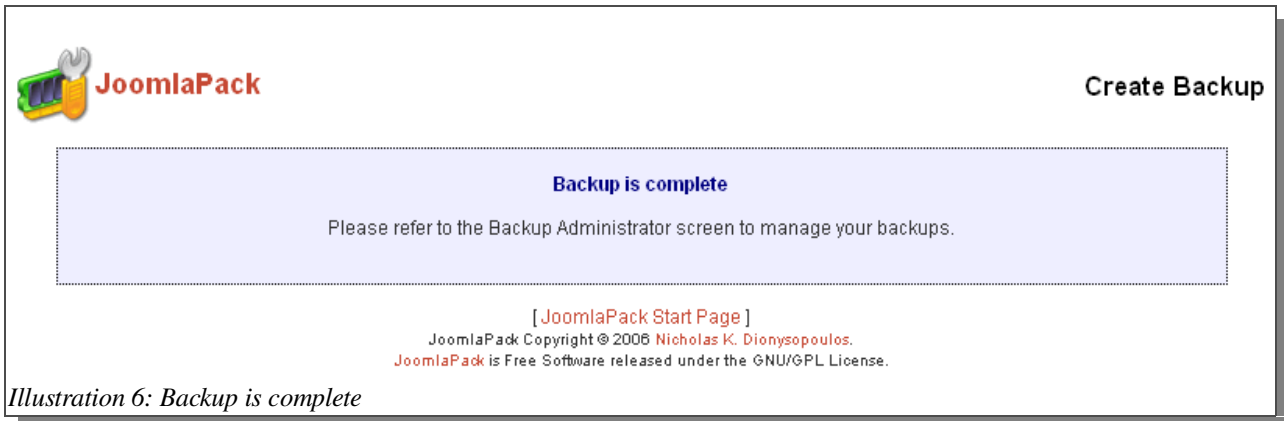 JoomlaPack
Create Backup
Backup is complete
Please refer to the Backup Administrator screen to manage your backups.
[ JoomlaPack Start Page ]
JoomlaPack Copyright © 2006 Nicholas K. Dionysopoulos.
JoomlaPack is Free Software released under the GNU/GPL License.
Illustration 6: Backup is complete